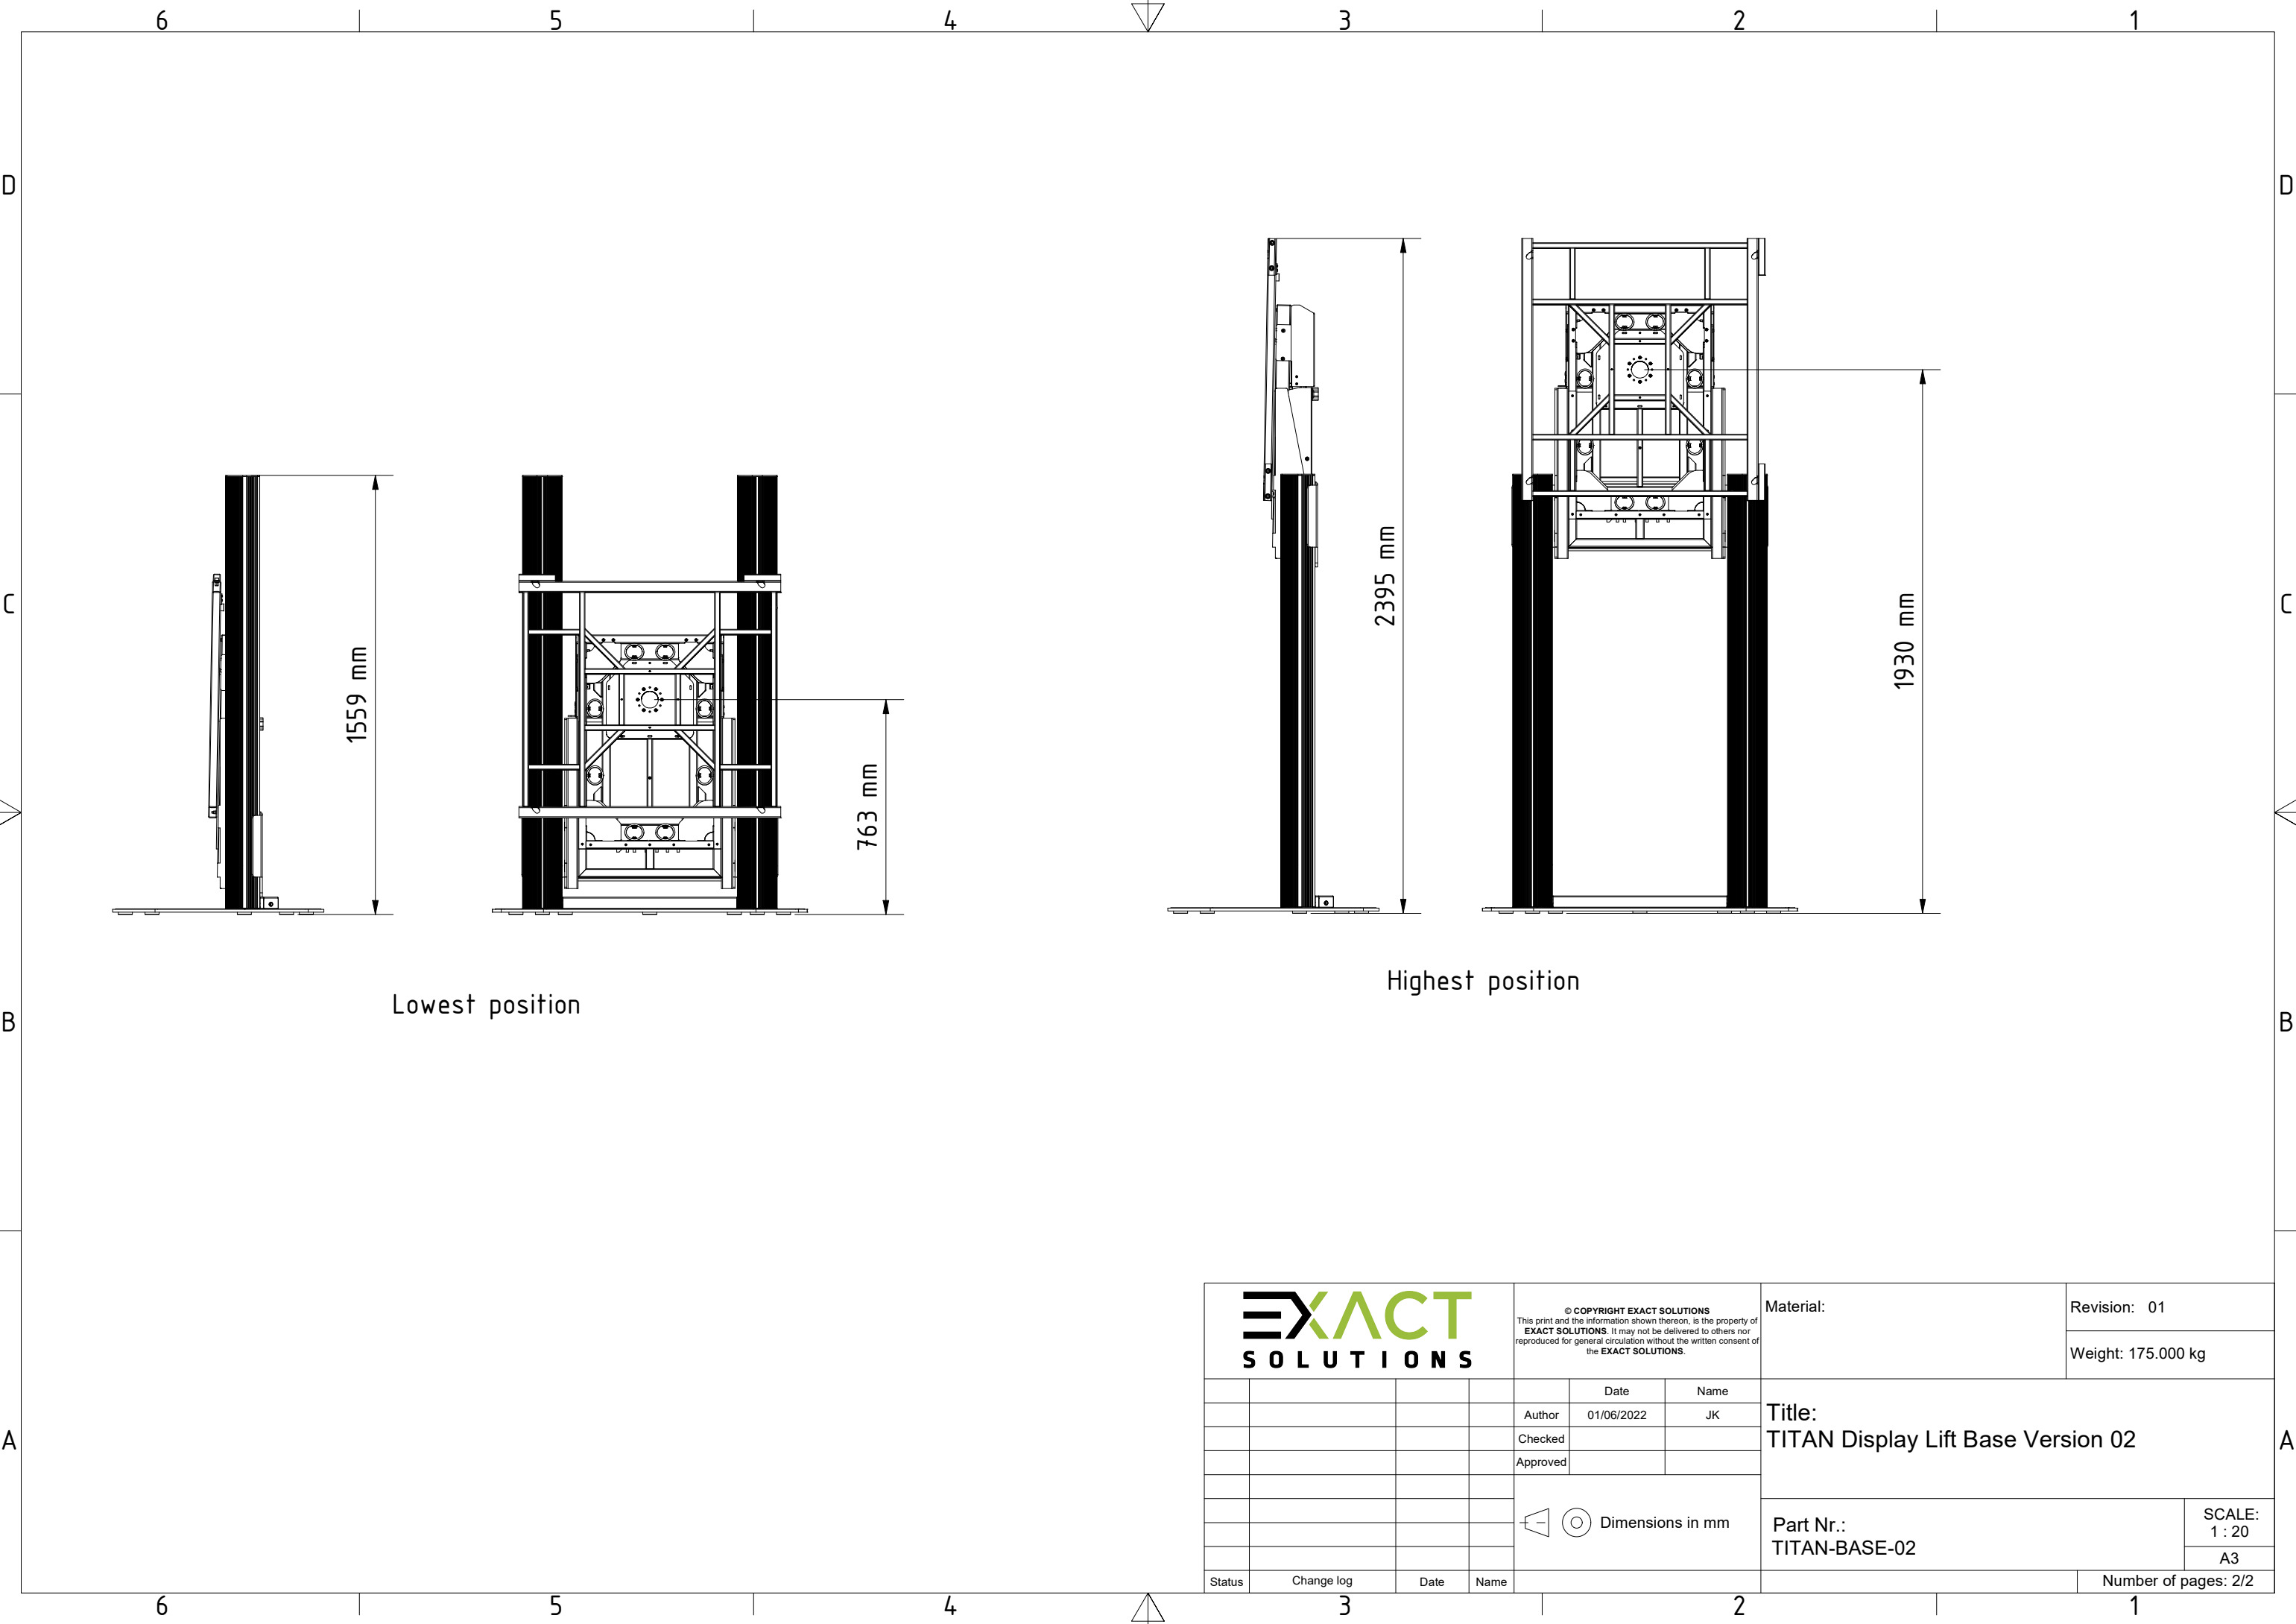 6 5 4 3 2 1
D D
C C
B B
A A
1559 mm
763 mm
Lowest position
2395 mm
1930 mm
Highest position
EXACT
SOLUTIONS
© COPYRIGHT EXACT SOLUTIONS
This print and the information shown thereon, is the property of
EXACT SOLUTIONS. It may not be delivered to others nor
reproduced for general circulation without the written consent of
the EXACT SOLUTIONS.
Material:
Revision: 01
Weight: 175.000 kg
Date Name
Author 01/06/2022 JK
Checked
Approved
Title:
TITAN Display Lift Base Version 02
Dimensions in mm
Part Nr.:
TITAN-BASE-02
SCALE:
1 : 20
A3
Status Change log Date Name
Number of pages: 2/2
6 5 4 3 2 1